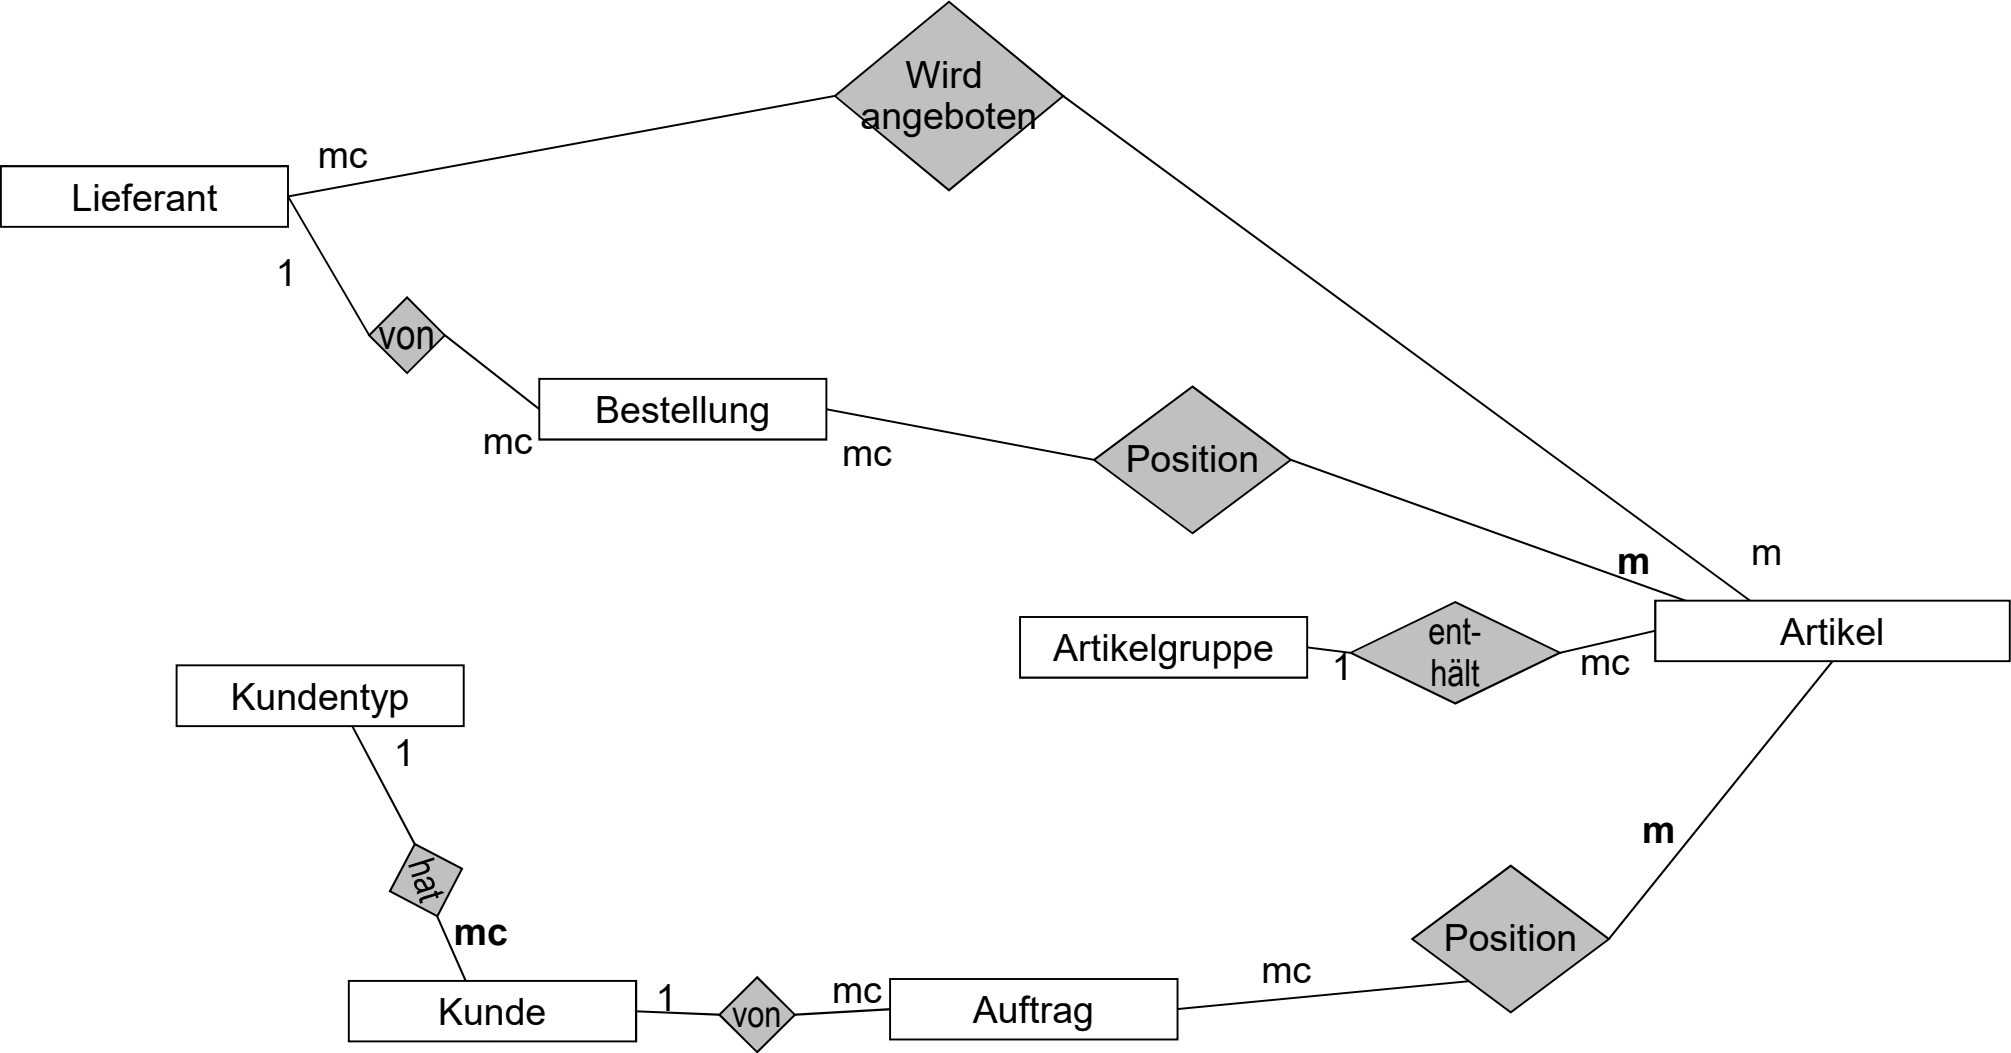 Wird
angeboten
mc
Lieferant
1
von
Bestellung
mc
mc
Position
m
m
Artikelgruppe
1
ent-
hält
mc
Artikel
Kundentyp
1
hat
mc
m
Kunde
1
von
mc
Auftrag
mc
Position